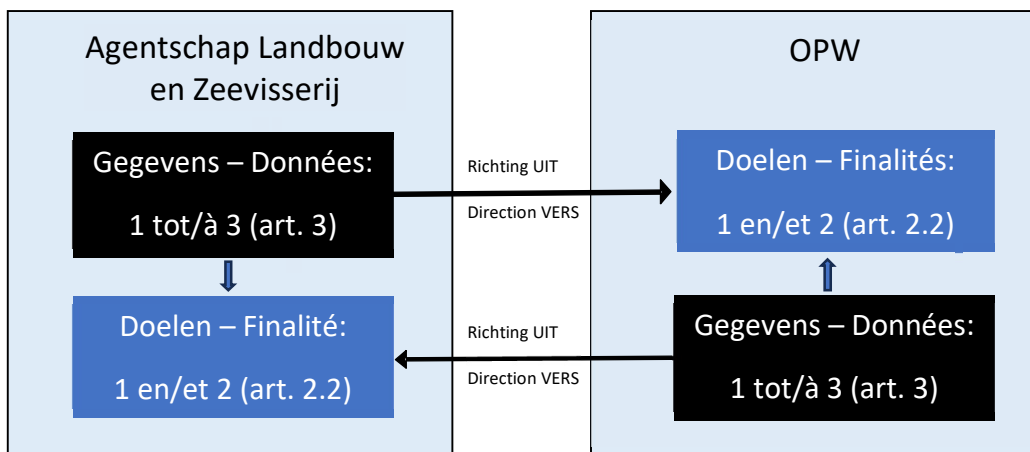 Agentschap Landbouw
en Zeevisserij
Gegevens – Données:
1 tot/à 3 (art. 3)
Doelen – Finalité:
1 en/et 2 (art. 2.2)
Richting UIT
Direction VERS
Richting UIT
Direction VERS
OPW
Doelen – Finalités:
1 en/et 2 (art. 2.2)
Gegevens – Données:
1 tot/à 3 (art. 3)